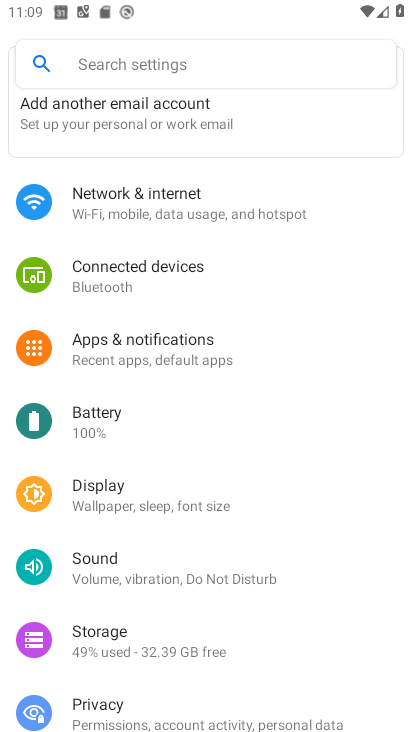 11:09
31
Search settings
Add another email account
Set up your personal or work email
Network & internet
Wi-Fi, mobile, data usage, and hotspot
Connected devices
Bluetooth
Apps & notifications
Recent apps, default apps
Battery
100%
Display
Wallpaper, sleep, font size
Sound
Volume, vibration, Do Not Disturb
Storage
49% used - 32.39 GB free
Privacy
Permissions, account activity, personal data